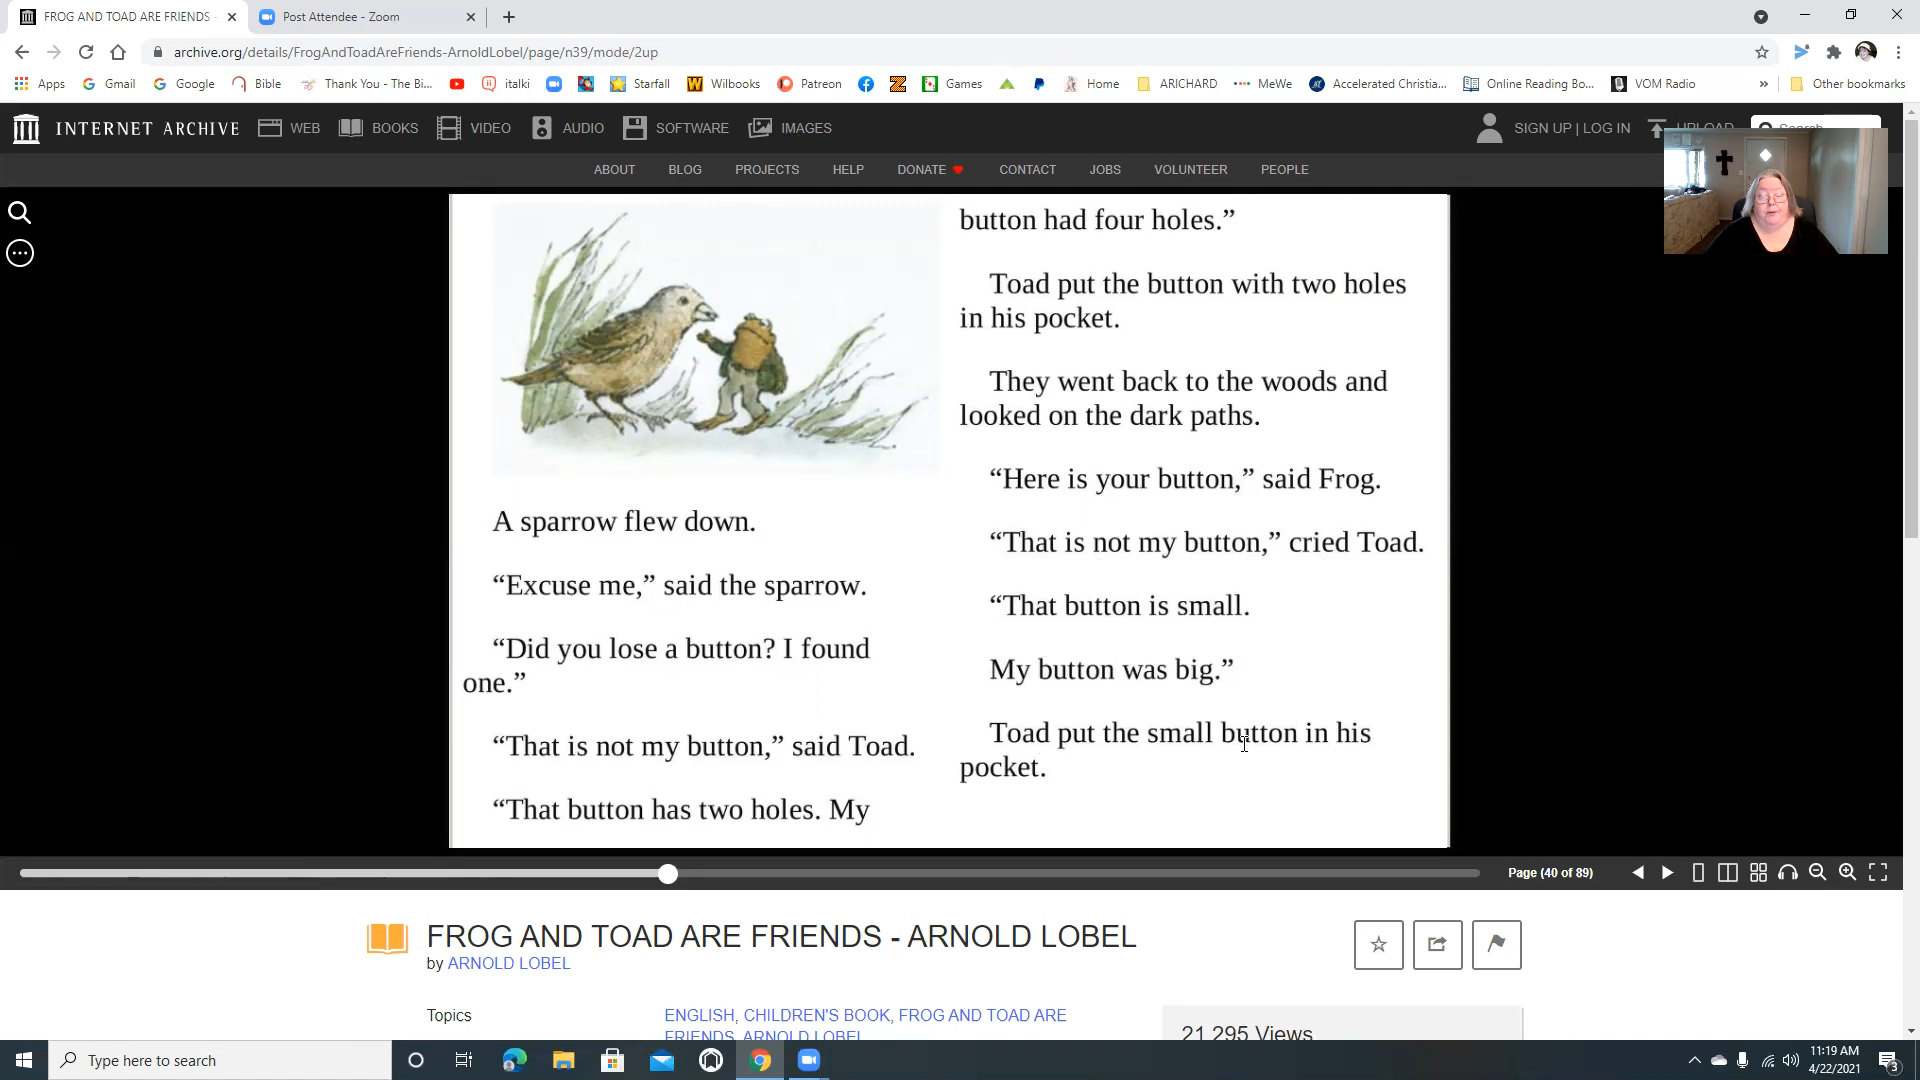 FROG AND TOAD ARE FRIENDS -
Post Attendee - Zoom
archive.org/details/FrogAndToadAreFriends-ArnoldLobel/page/n39/mode/2up
Apps
Gmail
Google
Bible
Thank You - The Bi...
italki
Starfall
Wilbooks
Patreon
Games
Home
ARICHARD
MeWe
Accelerated Christia...
Online Reading Bo...
VOM Radio
»
Other bookmarks
INTERNET ARCHIVE
WEB
BOOKS
VIDEO
AUDIO
SOFTWARE
IMAGES
SIGN UP | LOG IN
UPLOAD
Search
ABOUT
BLOG
PROJECTS
HELP
DONATE
CONTACT
JOBS
VOLUNTEER
PEOPLE
A sparrow flew down.
“Excuse me,” said the sparrow.
“Did you lose a button? I found
one.”
“That is not my button,” said Toad.
“That button has two holes. My
button had four holes.”
Toad put the button with two holes
in his pocket.
They went back to the woods and
looked on the dark paths.
“Here is your button,” said Frog.
“That is not my button,” cried Toad.
“That button is small.
My button was big.”
Toad put the small button in his
pocket.
Page (40 of 89)
FROG AND TOAD ARE FRIENDS - ARNOLD LOBEL
by ARNOLD LOBEL
Topics
ENGLISH, CHILDREN'S BOOK, FROG AND TOAD ARE
FRIENDS, ARNOLD LOBEL
21,295 Views
Type here to search
11:19 AM
4/22/2021
3